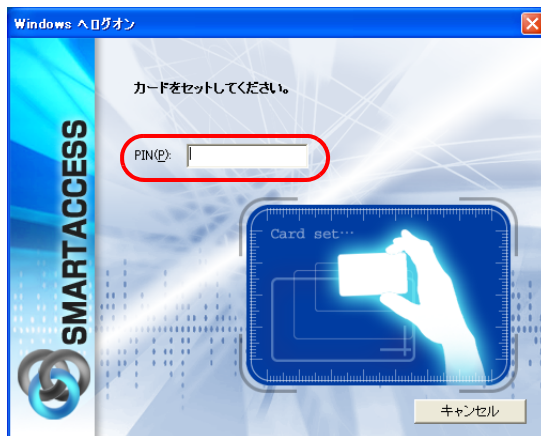 Windows へログオン
カードをセットしてください。
SMARTACCESS
PIN(P):
Card set...
キャンセル